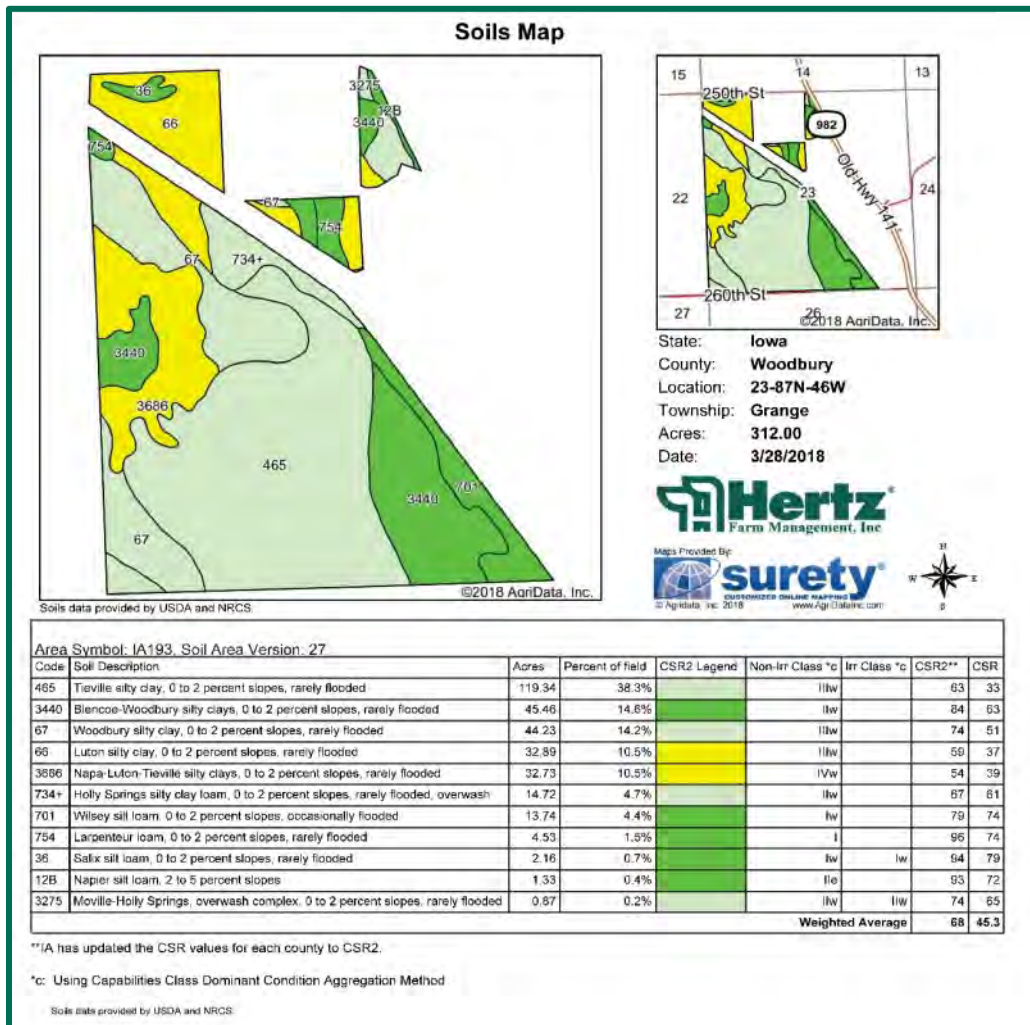 Soils Map
36
66
754
3275
12B
3440
67
754
734+
67
3440
3686
465
3440
701
67
©2018 AgriData, Inc.
Soils data provided by USDA and NRCS.
15
14
13
250th St
982
Old Hwy 141
22
23
24
260th St
27
26
©2018 AgriData, Inc.
State: Iowa
County: Woodbury
Location: 23-87N-46W
Township: Grange
Acres: 312.00
Date: 3/28/2018
Hertz®
Farm Management, Inc
Maps Provided By:
surety®
CUSTOMIZED ONLINE MAPPING
© Agridata, Inc. 2018 www.AgriDataInc.com
N
W E
S
Area Symbol: IA193, Soil Area Version: 27
Code Soil Description Acres Percent of field CSR2 Legend Non-Irr Class *c Irr Class *c CSR2** CSR
465 Tieville silty clay, 0 to 2 percent slopes, rarely flooded 119.34 38.3% IIIw 63 33
3440 Blencoe-Woodbury silty clays, 0 to 2 percent slopes, rarely flooded 45.46 14.6% IIw 84 63
67 Woodbury silty clay, 0 to 2 percent slopes, rarely flooded 44.23 14.2% IIIw 74 51
66 Luton silty clay, 0 to 2 percent slopes, rarely flooded 32.89 10.5% IIIw 59 37
3686 Napa-Luton-Tieville silty clays, 0 to 2 percent slopes, rarely flooded 32.73 10.5% IVw 54 39
734+ Holly Springs silty clay loam, 0 to 2 percent slopes, rarely flooded, overwash 14.72 4.7% IIw 67 61
701 Wilsey silt loam, 0 to 2 percent slopes, occasionally flooded 13.74 4.4% Iw 79 74
754 Larpenteur loam, 0 to 2 percent slopes, rarely flooded 4.53 1.5% I 96 74
36 Salix silt loam, 0 to 2 percent slopes, rarely flooded 2.16 0.7% Iw Iw 94 79
12B Napier silt loam, 2 to 5 percent slopes 1.33 0.4% IIe 93 72
3275 Moville-Holly Springs, overwash complex, 0 to 2 percent slopes, rarely flooded 0.87 0.2% IIw IIw 74 65
Weighted Average 68 45.3
**IA has updated the CSR values for each county to CSR2.
*c: Using Capabilities Class Dominant Condition Aggregation Method
Soils data provided by USDA and NRCS.